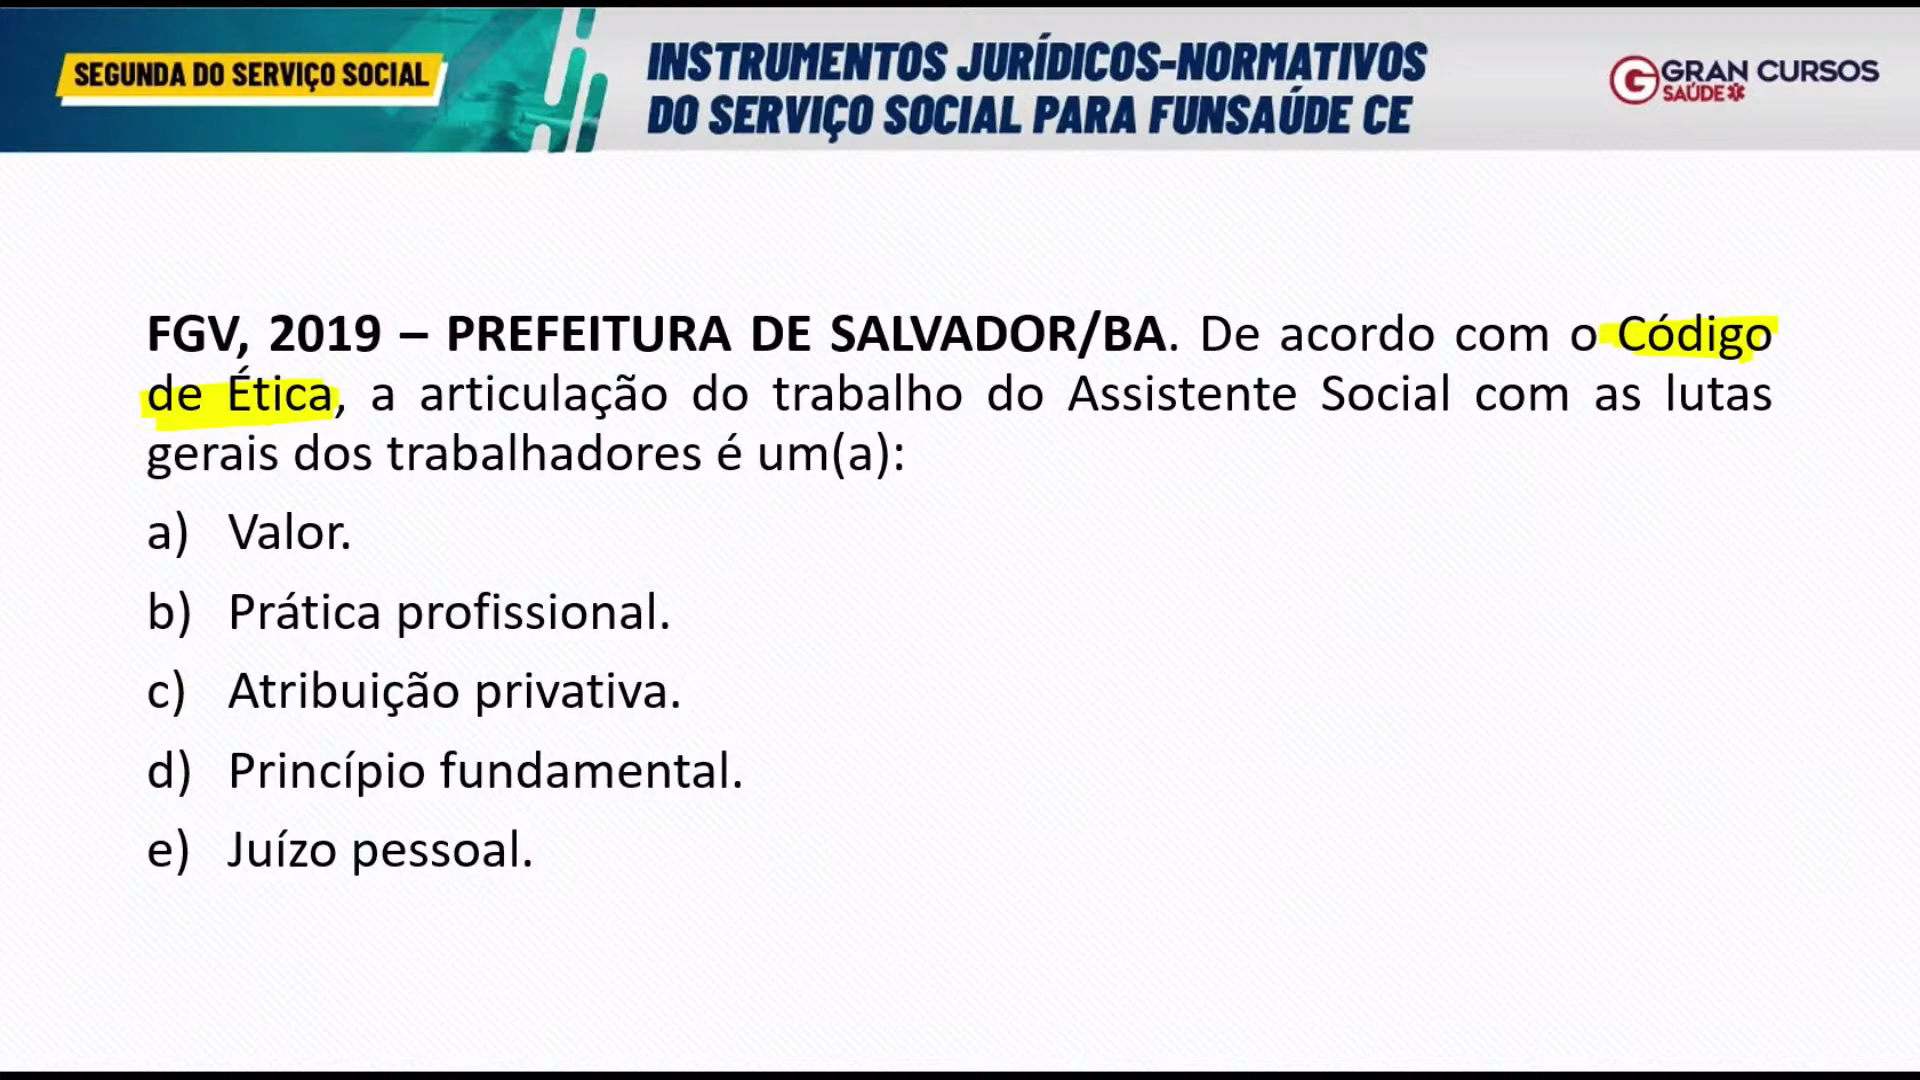 SEGUNDA DO SERVIÇO SOCIAL
INSTRUMENTOS JURÍDICOS-NORMATIVOS
DO SERVIÇO SOCIAL PARA FUNSAÚDE CE
GRAN CURSOS
SAÚDE
FGV, 2019 – PREFEITURA DE SALVADOR/BA. De acordo com o Código
de Ética, a articulação do trabalho do Assistente Social com as lutas
gerais dos trabalhadores é um(a):
a) Valor.
b) Prática profissional.
c) Atribuição privativa.
d) Princípio fundamental.
e) Juízo pessoal.